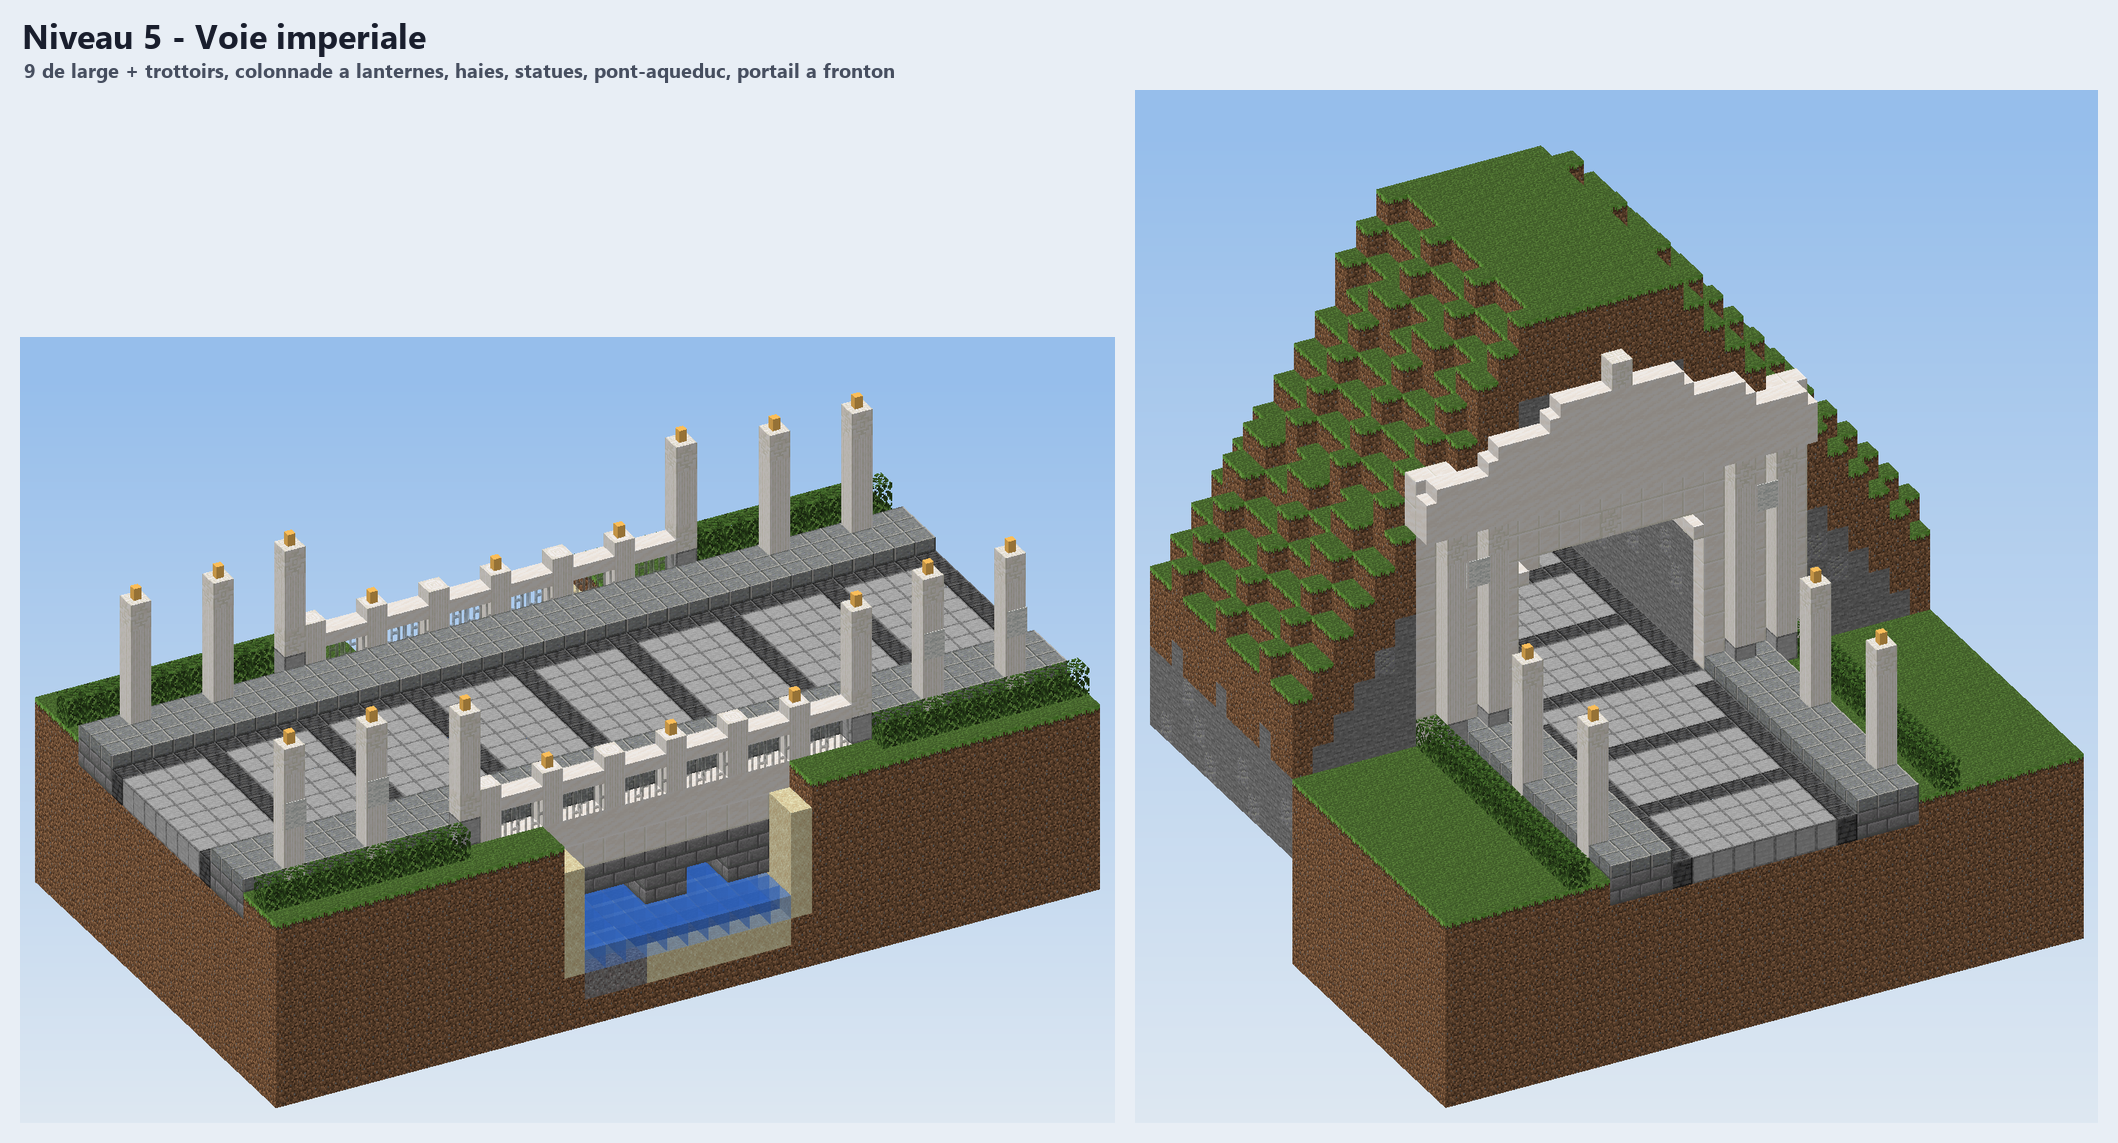 Niveau 5 - Voie imperiale
9 de large + trottoirs, colonnade a lanternes, haies, statues, pont-aqueduc, portail a fronton